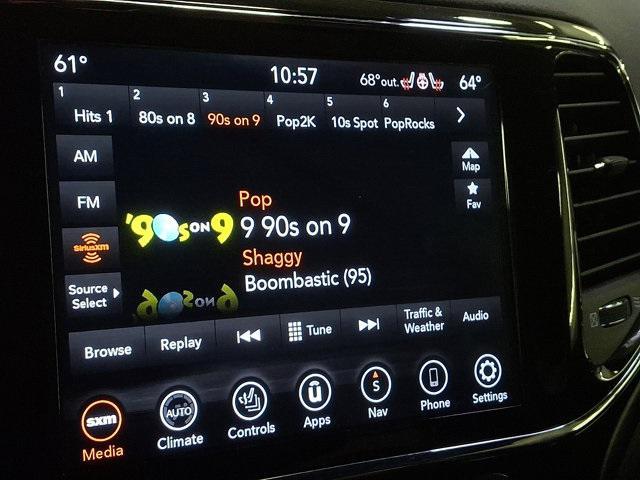 61°
10:57
68°out.
64°
1 Hits 1
2 80s on 8
3 90s on 9
4 Pop2K
5 10s Spot
6 PopRocks
AM
Map
FM
Fav
SiriusXM
Source Select
'90s ON 9
Pop
9 90s on 9
Shaggy
Boombastic (95)
Browse
Replay
Tune
Traffic & Weather
Audio
sxm
Media
AUTO
Climate
Controls
Apps
S
Nav
Phone
Settings